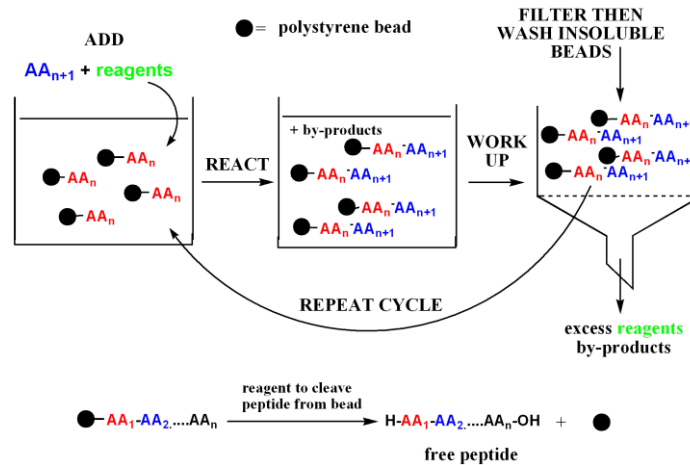 ADD
AAn+1 + reagents
= polystyrene bead
FILTER THEN
WASH INSOLUBLE
BEADS
AAn
AAn
AAn
AAn
REACT
+ by-products
AAn-AAn+1
AAn-AAn+1
AAn-AAn+1
AAn-AAn+1
WORK
UP
AAn-AAn+1
AAn-AAn+1
AAn-AAn+1
AAn-AAn+1
REPEAT CYCLE
excess reagents
by-products
AA1-AA2.....AAn
reagent to cleave
peptide from bead
H-AA1-AA2.....AAn-OH +
free peptide